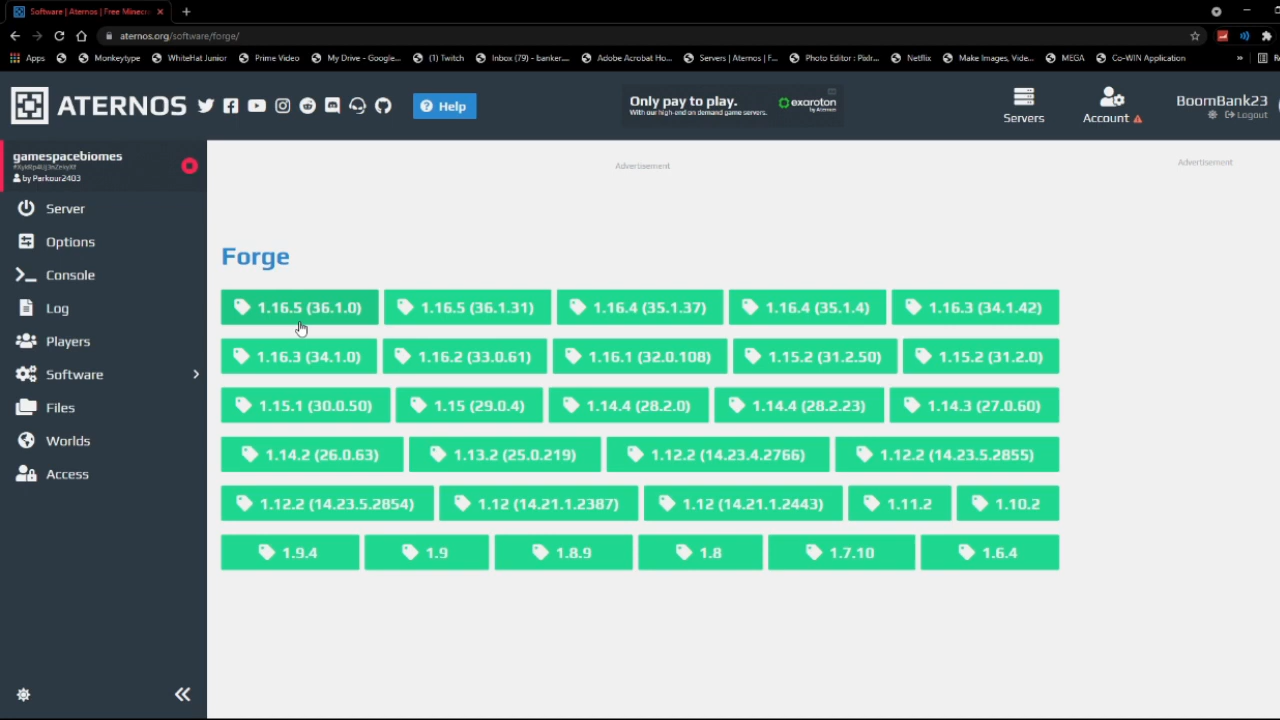 Software | Aternos | Free Minecr
aternos.org/software/forge/
Apps
Monkeytype
WhiteHat Junior
Prime Video
My Drive - Google...
(1) Twitch
Inbox (79) - banker....
Adobe Acrobat Ho...
Servers | Aternos | F...
Photo Editor : Pixlr...
Netflix
Make Images, Vide...
MEGA
Co-WIN Application
»
ATERNOS
Help
Only pay to play.
With our high-end on demand game servers.
exaroton
by Aternos
Servers
Account
BoomBank23
Logout
gamespacebiomes
by Parkour2403
Server
Options
Console
Log
Players
Software
Files
Worlds
Access
Advertisement
Advertisement
Forge
1.16.5 (36.1.0)
1.16.5 (36.1.31)
1.16.4 (35.1.37)
1.16.4 (35.1.4)
1.16.3 (34.1.42)
1.16.3 (34.1.0)
1.16.2 (33.0.61)
1.16.1 (32.0.108)
1.15.2 (31.2.50)
1.15.2 (31.2.0)
1.15.1 (30.0.50)
1.15 (29.0.4)
1.14.4 (28.2.0)
1.14.4 (28.2.23)
1.14.3 (27.0.60)
1.14.2 (26.0.63)
1.13.2 (25.0.219)
1.12.2 (14.23.4.2766)
1.12.2 (14.23.5.2855)
1.12.2 (14.23.5.2854)
1.12 (14.21.1.2387)
1.12 (14.21.1.2443)
1.11.2
1.10.2
1.9.4
1.9
1.8.9
1.8
1.7.10
1.6.4